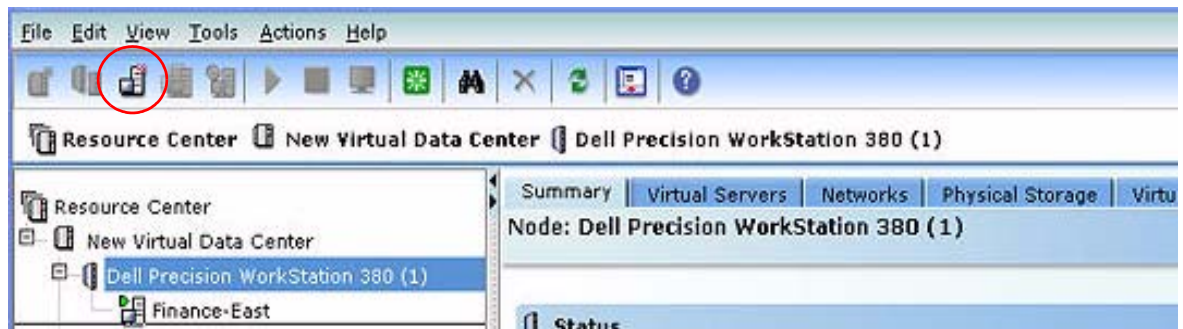 File Edit View Tools Actions Help
Resource Center New Virtual Data Center Dell Precision WorkStation 380 (1)
Resource Center
New Virtual Data Center
Dell Precision WorkStation 380 (1)
Finance-East
Summary Virtual Servers Networks Physical Storage Virtu
Node: Dell Precision WorkStation 380 (1)
Status